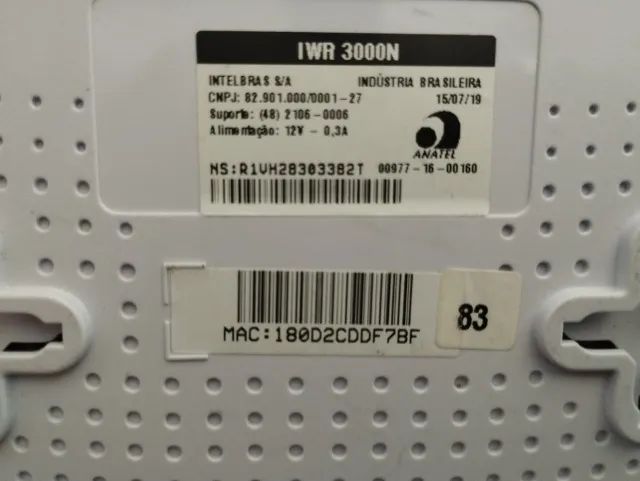 IWR 3000N
INTELBRAS S/A INDÚSTRIA BRASILEIRA
CNPJ: 82.901.000/0001-27 15/07/19
Suporte: (48) 2106-0006
Alimentação: 12V - 0,3A
ANATEL
NS:R1VH28303382T 00977-16-00160
MAC:180D2CDDF7BF
83